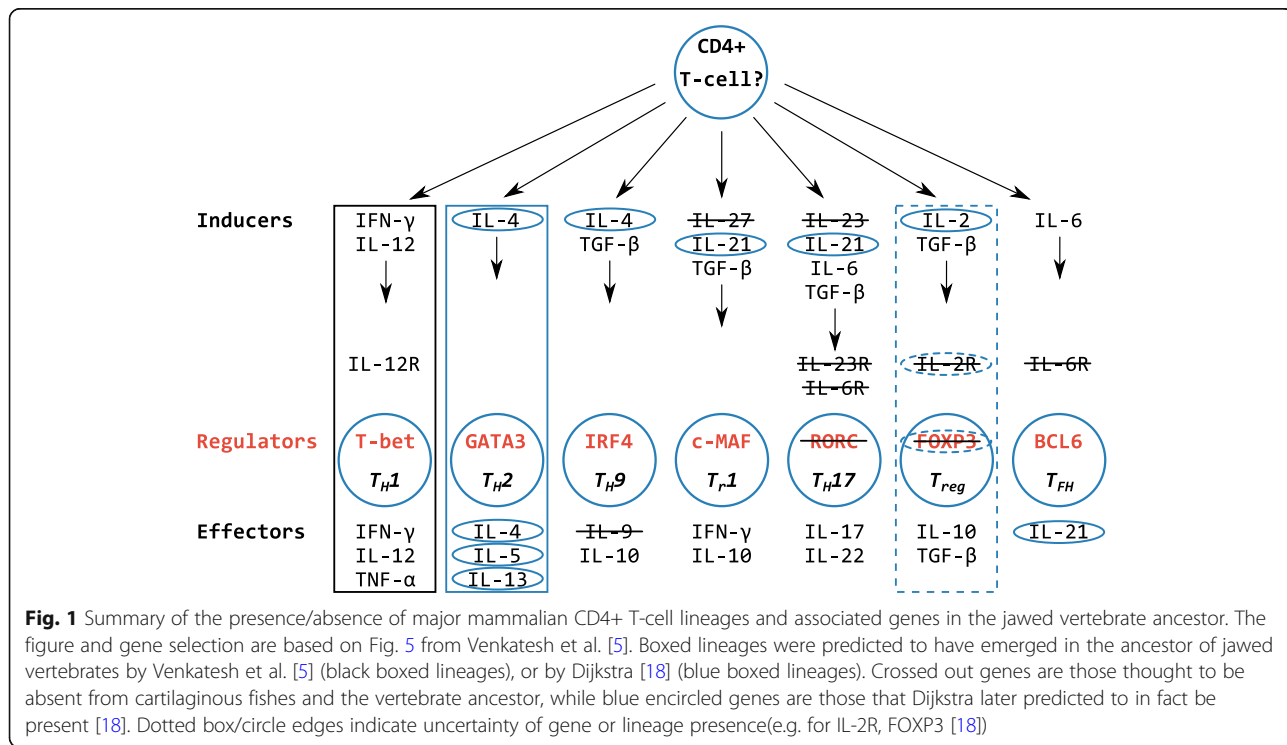 CD4+
T-cell?
Inducers IFN-γ IL-4 IL-4 IL-27 IL-23 IL-2 IL-6
IL-12 TGF-β IL-21 IL-21 TGF-β
TGF-β IL-6
TGF-β
IL-12R IL-23R IL-2R IL-6R
IL-6R
Regulators T-bet GATA3 IRF4 c-MAF RORC FOXP3 BCL6
TH1 TH2 TH9 Tr1 TH17 Treg TFH
Effectors IFN-γ IL-4 IL-9 IFN-γ IL-17 IL-10 IL-21
IL-12 IL-5 IL-10 IL-10 IL-22 TGF-β
TNF-α IL-13
Fig. 1 Summary of the presence/absence of major mammalian CD4+ T-cell lineages and associated genes in the jawed vertebrate ancestor. The
figure and gene selection are based on Fig. 5 from Venkatesh et al. [5]. Boxed lineages were predicted to have emerged in the ancestor of jawed
vertebrates by Venkatesh et al. [5] (black boxed lineages), or by Dijkstra [18] (blue boxed lineages). Crossed out genes are those thought to be
absent from cartilaginous fishes and the vertebrate ancestor, while blue encircled genes are those that Dijkstra later predicted to in fact be
present [18]. Dotted box/circle edges indicate uncertainty of gene or lineage presence(e.g. for IL-2R, FOXP3 [18])